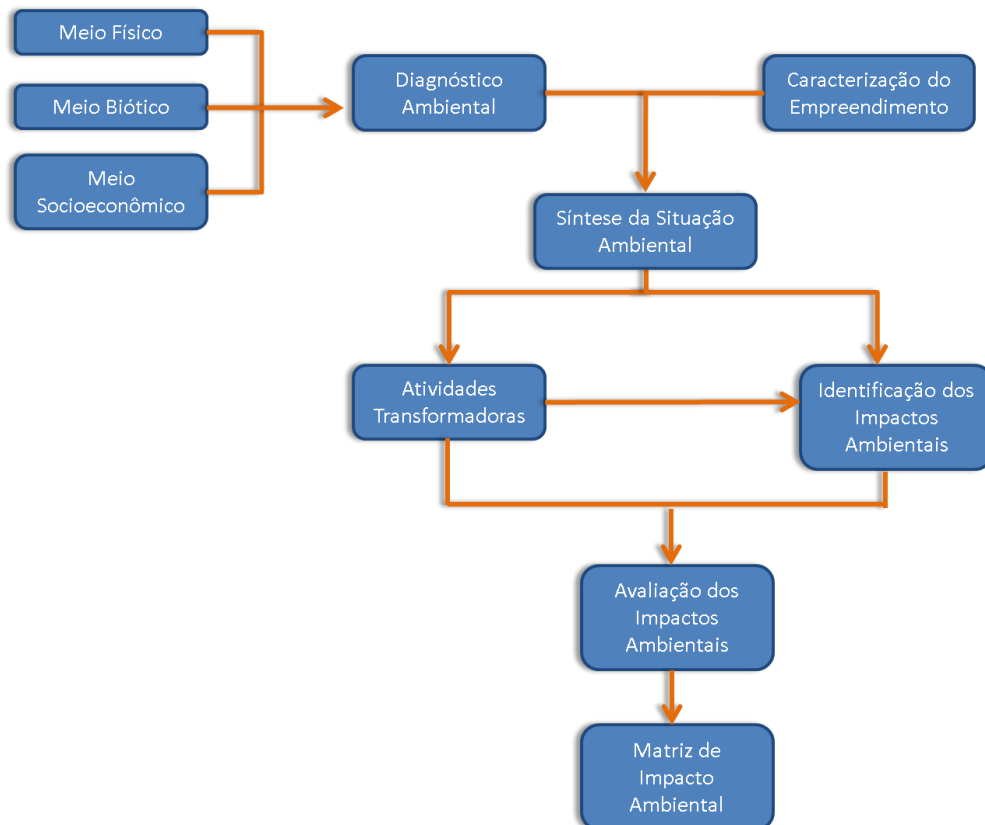 Meio Físico
Meio Biótico
Meio
Socioeconômico
Diagnóstico
Ambiental
Caracterização do
Empreendimento
Síntese da Situação
Ambiental
Atividades
Transformadoras
Identificação dos
Impactos
Ambientais
Avaliação dos
Impactos
Ambientais
Matriz de
Impacto
Ambiental